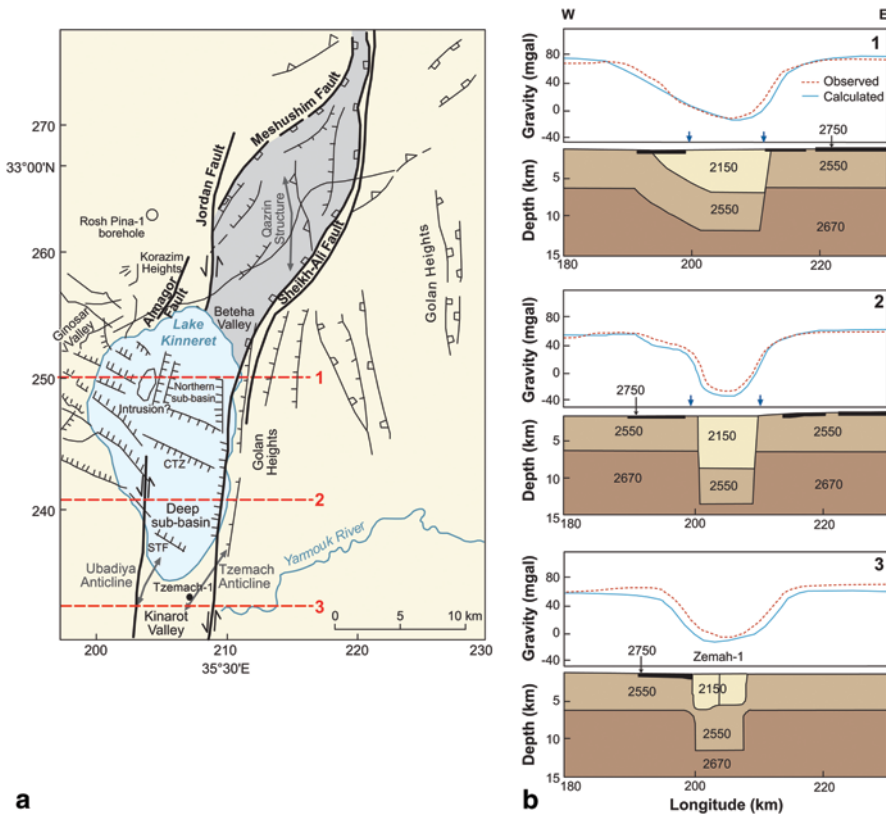 270
33°00'N
260
250
240
200
210
220
230
35°30'E
Meshushim Fault
Jordan Fault
Qazrin
Structure
Sheikh-Ali Fault
Rosh Pina-1
borehole
Korazim
Heights
Almagor
Fault
Ginosan
Valley
Lake
Kinneret
Beteha
Valley
Golan Heights
1
Northern
sub-basin
Intrusion?
CTZ
Golan
Heights
2
Deep
sub-basin
STF
Yarmouk River
Ubadiya
Anticline
Tzemach
Anticline
Tzemach-1
3
Kinarot
Valley
0 5 10 km
a
W E
1
Gravity (mgal)
80
40
0
-40
Observed
Calculated
2750
Depth (km)
5
10
15
2150
2550
2550
2670
180 200 220
2
Gravity (mgal)
80
40
0
-40
2750
Depth (km)
5
10
15
2550 2150 2550
2670 2550 2670
180 200 220
3
Gravity (mgal)
80
40
0
-40
Zemah-1
2750
Depth (km)
5
10
15
2550 2150
2550
2670
180 200 220
Longitude (km)
b